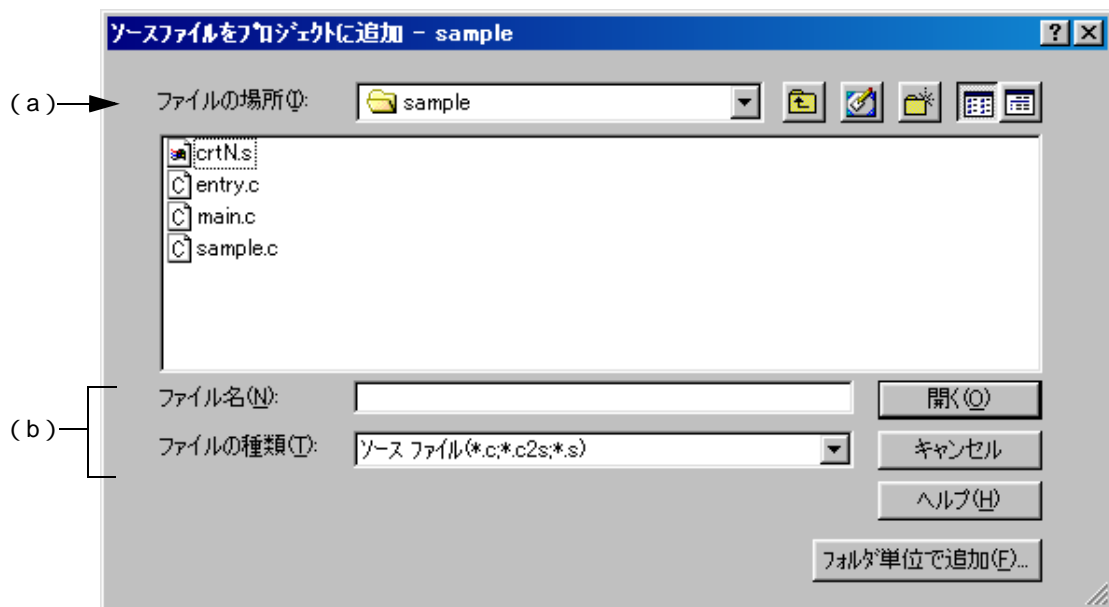 ソースファイルをプロジェクトに追加 - sample
(a)
ファイルの場所(I):
sample
crtN.s
entry.c
main.c
sample.c
(b)
ファイル名(N):
開く(O)
ファイルの種類(T):
ソース ファイル(*.c;*.c2s;*.s)
キャンセル
ヘルプ(H)
フォルダ単位で追加(F)...